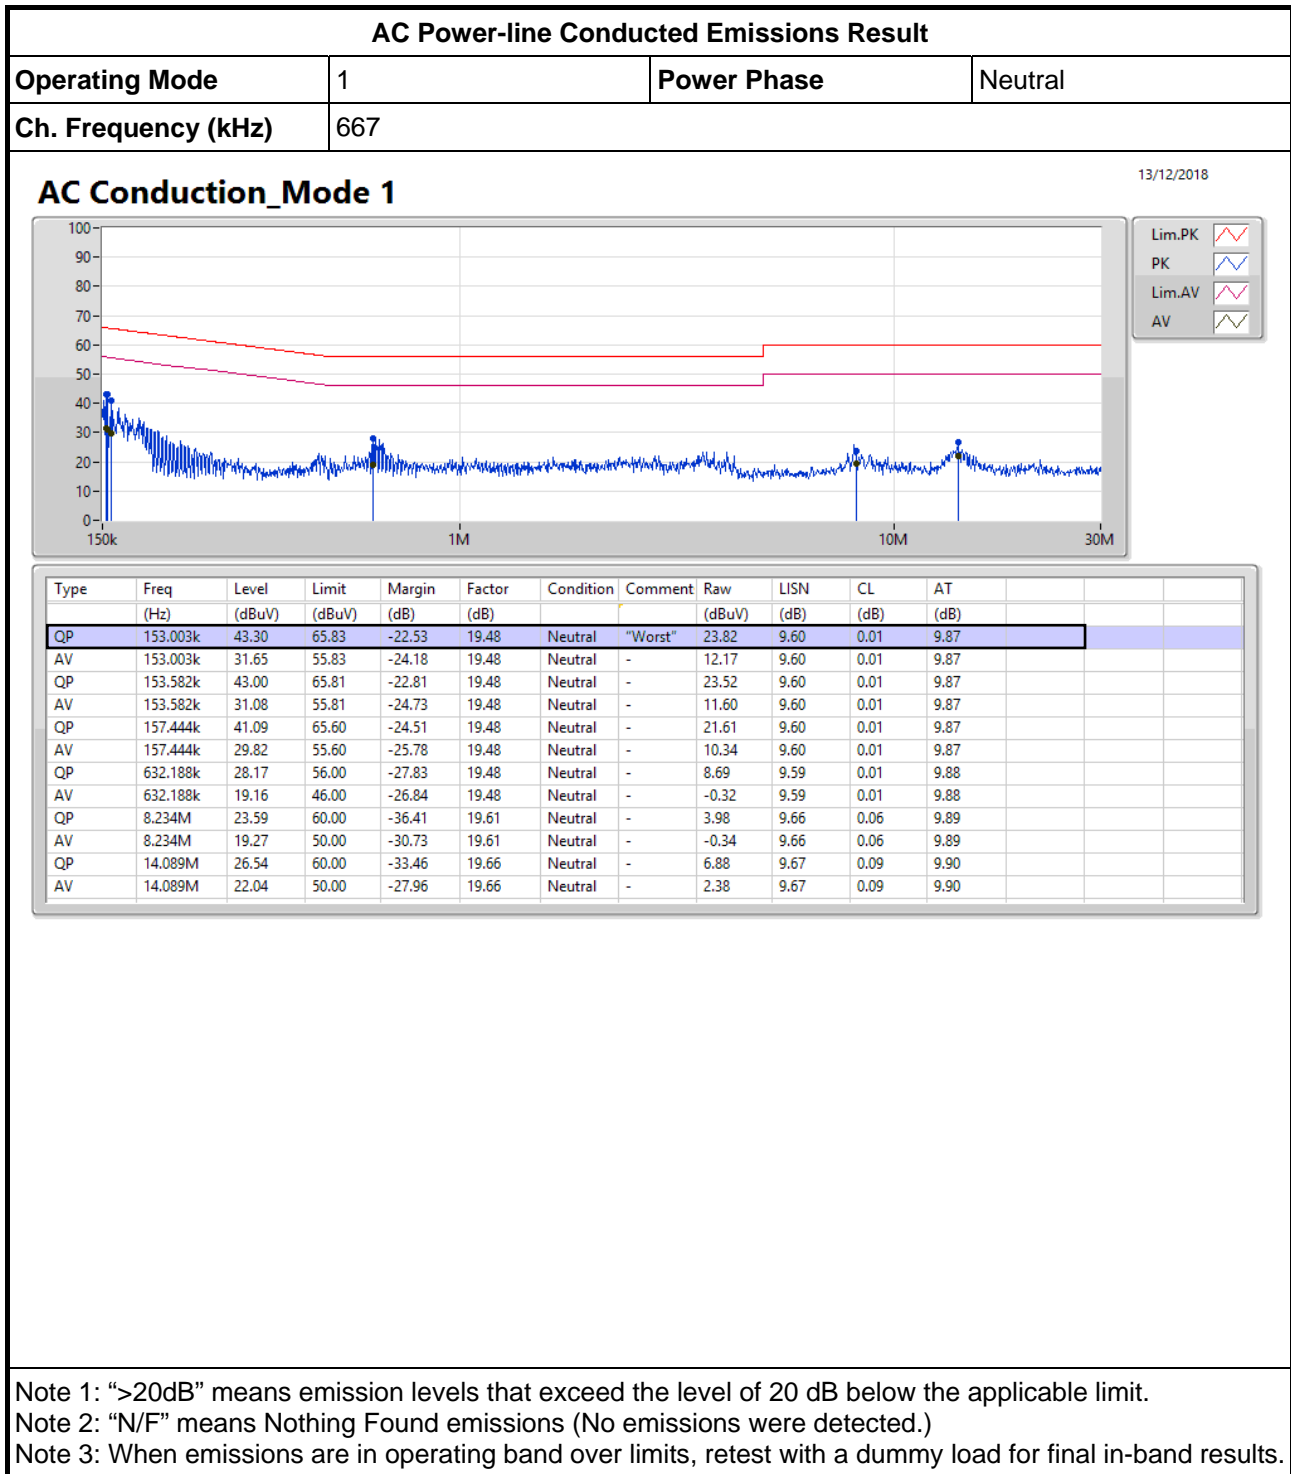 AC Power-line Conducted Emissions Result
Operating Mode 1 Power Phase Neutral
Ch. Frequency (kHz) 667
13/12/2018
AC Conduction_Mode 1
100
90
80
70
60
50
40
30
20
10
0
150k 1M 10M 30M
Lim.PK
PK
Lim.AV
AV
Type Freq Level Limit Margin Factor Condition Comment Raw LISN CL AT
(Hz) (dBuV) (dBuV) (dB) (dB) (dBuV) (dB) (dB) (dB)
QP 153.003k 43.30 65.83 -22.53 19.48 Neutral "Worst" 23.82 9.60 0.01 9.87
AV 153.003k 31.65 55.83 -24.18 19.48 Neutral - 12.17 9.60 0.01 9.87
QP 153.582k 43.00 65.81 -22.81 19.48 Neutral - 23.52 9.60 0.01 9.87
AV 153.582k 31.08 55.81 -24.73 19.48 Neutral - 11.60 9.60 0.01 9.87
QP 157.444k 41.09 65.60 -24.51 19.48 Neutral - 21.61 9.60 0.01 9.87
AV 157.444k 29.82 55.60 -25.78 19.48 Neutral - 10.34 9.60 0.01 9.87
QP 632.188k 28.17 56.00 -27.83 19.48 Neutral - 8.69 9.59 0.01 9.88
AV 632.188k 19.16 46.00 -26.84 19.48 Neutral - -0.32 9.59 0.01 9.88
QP 8.234M 23.59 60.00 -36.41 19.61 Neutral - 3.98 9.66 0.06 9.89
AV 8.234M 19.27 50.00 -30.73 19.61 Neutral - -0.34 9.66 0.06 9.89
QP 14.089M 26.54 60.00 -33.46 19.66 Neutral - 6.88 9.67 0.09 9.90
AV 14.089M 22.04 50.00 -27.96 19.66 Neutral - 2.38 9.67 0.09 9.90
Note 1: “>20dB” means emission levels that exceed the level of 20 dB below the applicable limit.
Note 2: “N/F” means Nothing Found emissions (No emissions were detected.)
Note 3: When emissions are in operating band over limits, retest with a dummy load for final in-band results.